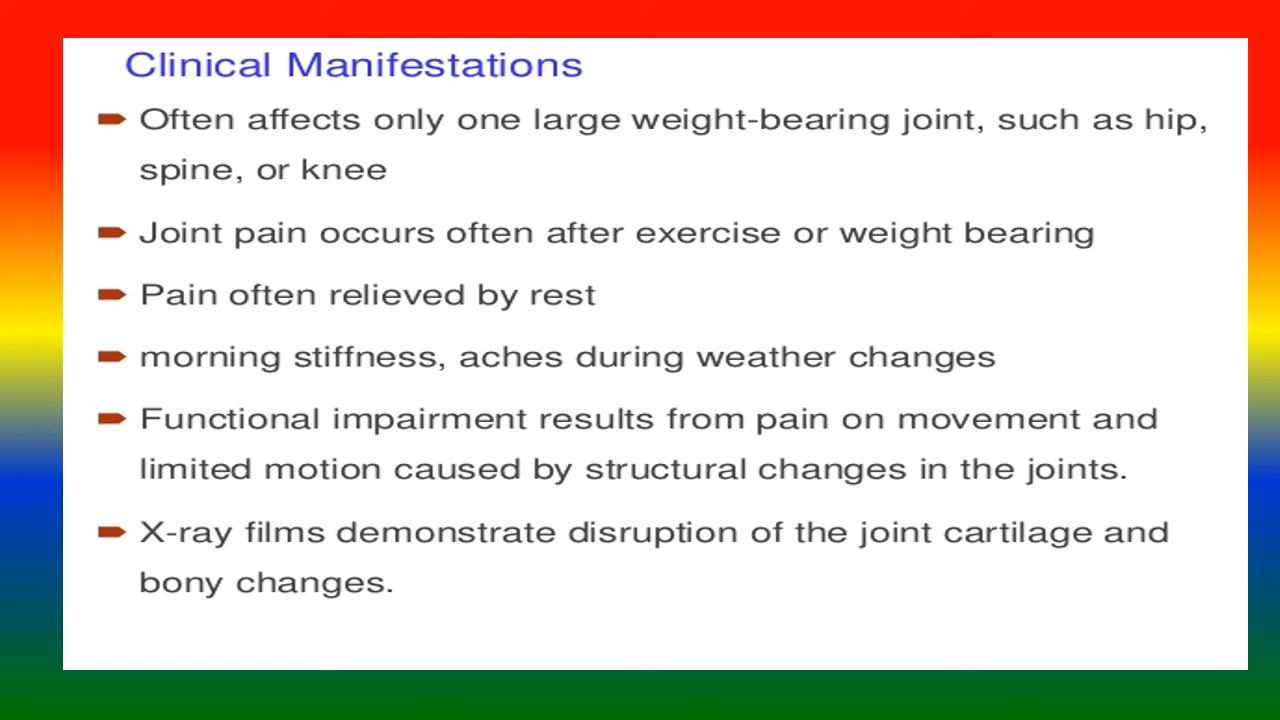 Clinical Manifestations
Often affects only one large weight-bearing joint, such as hip,
spine, or knee
Joint pain occurs often after exercise or weight bearing
Pain often relieved by rest
morning stiffness, aches during weather changes
Functional impairment results from pain on movement and
limited motion caused by structural changes in the joints.
X-ray films demonstrate disruption of the joint cartilage and
bony changes.